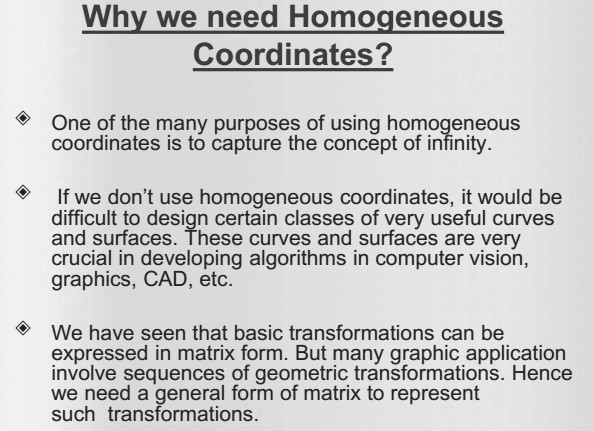 Why we need Homogeneous
Coordinates?
One of the many purposes of using homogeneous
coordinates is to capture the concept of infinity.
If we don’t use homogeneous coordinates, it would be
difficult to design certain classes of very useful curves
and surfaces. These curves and surfaces are very
crucial in developing algorithms in computer vision,
graphics, CAD, etc.
We have seen that basic transformations can be
expressed in matrix form. But many graphic application
involve sequences of geometric transformations. Hence
we need a general form of matrix to represent
such transformations.